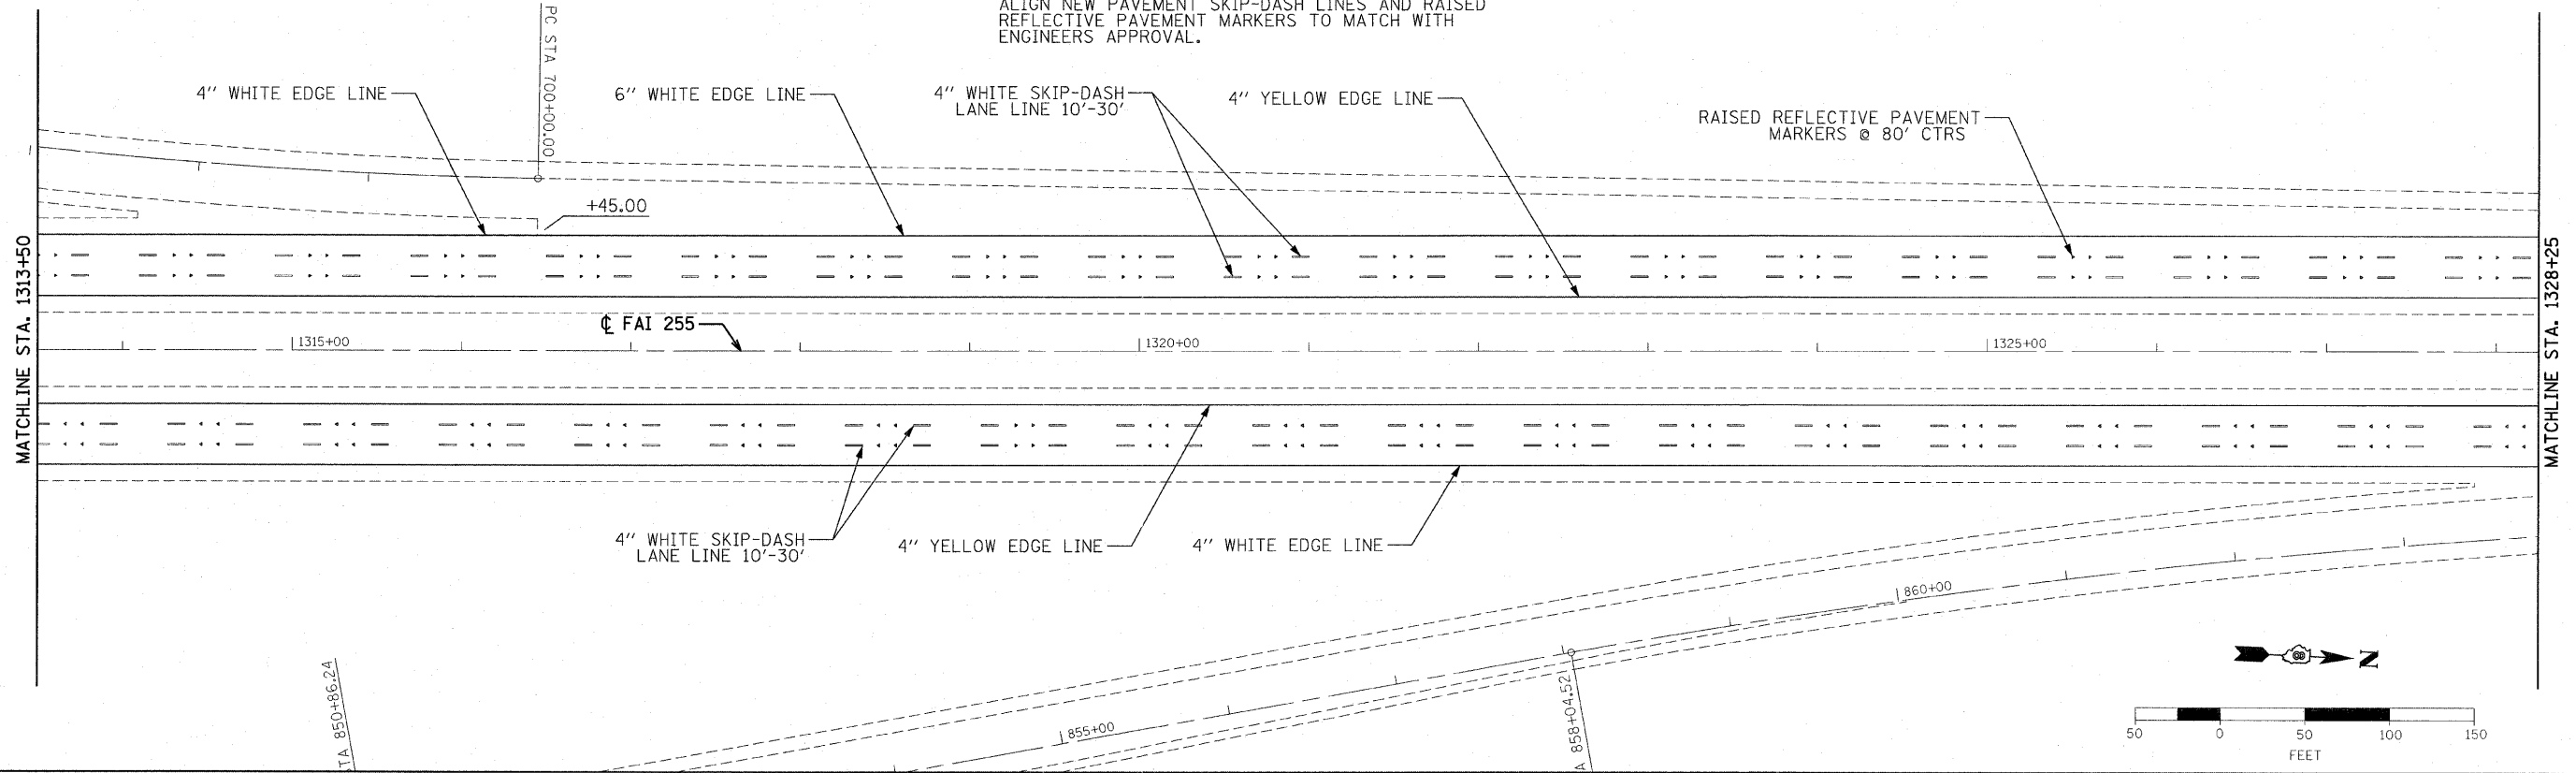 ALIGN NEW PAVEMENT SKIP-DASH LINES AND RAISED
REFLECTIVE PAVEMENT MARKERS TO MATCH WITH
ENGINEERS APPROVAL.
PC STA 700+00.00
4" WHITE EDGE LINE
6" WHITE EDGE LINE
4" WHITE SKIP-DASH
LANE LINE 10'-30'
4" YELLOW EDGE LINE
RAISED REFLECTIVE PAVEMENT
MARKERS @ 80' CTRS
+45.00
MATCHLINE STA. 1313+50
MATCHLINE STA. 1328+25
℄ FAI 255
1315+00
1320+00
1325+00
4" WHITE SKIP-DASH
LANE LINE 10'-30'
4" YELLOW EDGE LINE
4" WHITE EDGE LINE
860+00
855+00
TA 850+86.24
A 858+04.52
N
50 0 50 100 150
FEET